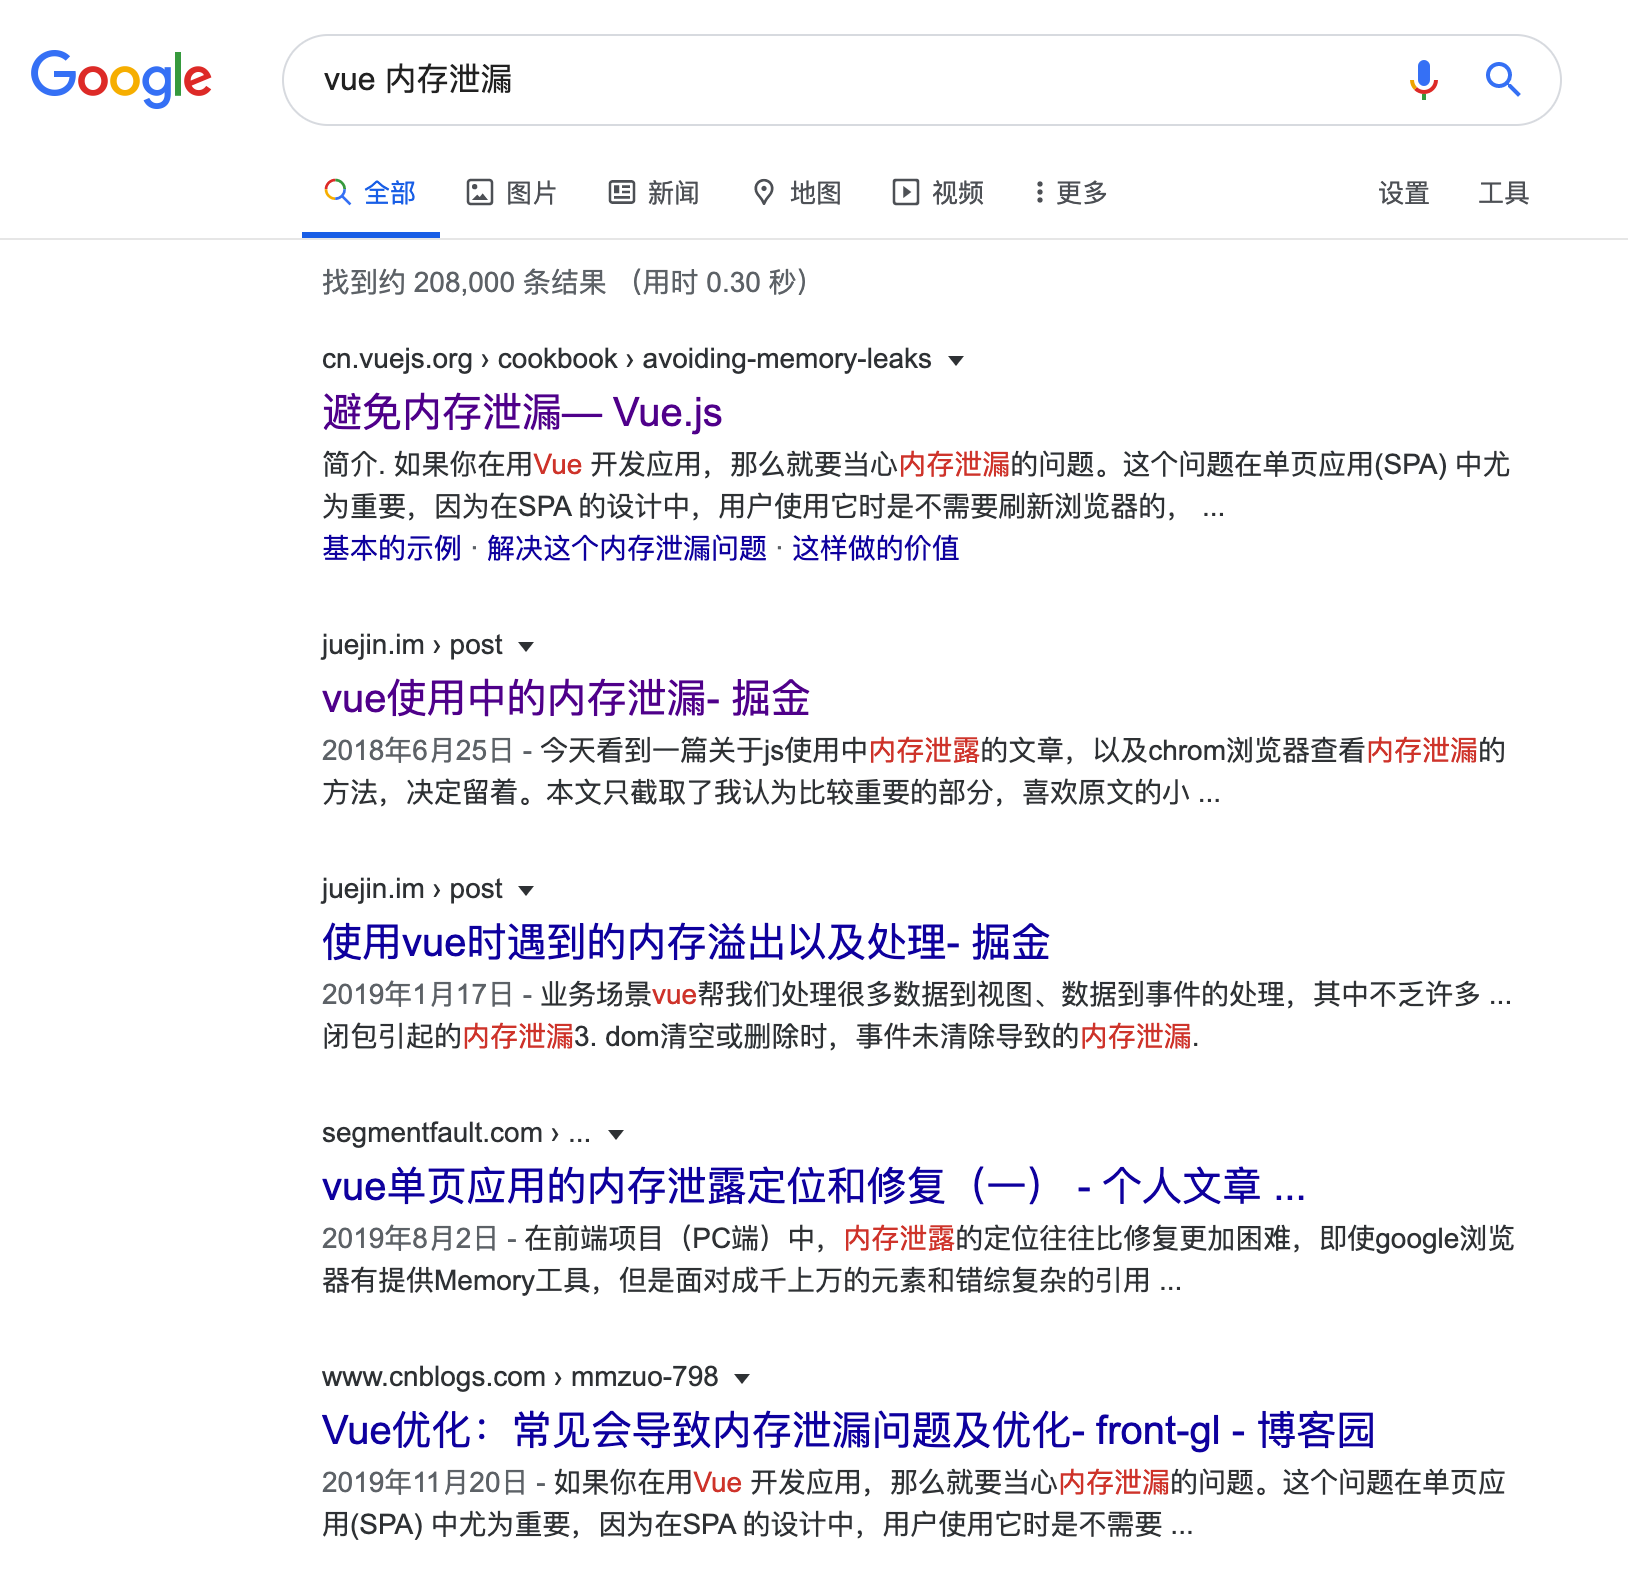 Google
vue 内存泄漏
全部 图片 新闻 地图 视频 更多 设置 工具
找到约 208,000 条结果 （用时 0.30 秒）
cn.vuejs.org › cookbook › avoiding-memory-leaks
避免内存泄漏— Vue.js
简介. 如果你在用Vue 开发应用，那么就要当心内存泄漏的问题。这个问题在单页应用(SPA) 中尤
为重要，因为在SPA 的设计中，用户使用它时是不需要刷新浏览器的， ...
基本的示例 · 解决这个内存泄漏问题 · 这样做的价值
juejin.im › post
vue使用中的内存泄漏- 掘金
2018年6月25日 - 今天看到一篇关于js使用中内存泄露的文章，以及chrom浏览器查看内存泄漏的
方法，决定留着。本文只截取了我认为比较重要的部分，喜欢原文的小 ...
juejin.im › post
使用vue时遇到的内存溢出以及处理- 掘金
2019年1月17日 - 业务场景vue帮我们处理很多数据到视图、数据到事件的处理，其中不乏许多 ...
闭包引起的内存泄漏3. dom清空或删除时，事件未清除导致的内存泄漏.
segmentfault.com › ...
vue单页应用的内存泄露定位和修复（一） - 个人文章 ...
2019年8月2日 - 在前端项目（PC端）中，内存泄露的定位往往比修复更加困难，即使google浏览
器有提供Memory工具，但是面对成千上万的元素和错综复杂的引用 ...
www.cnblogs.com › mmzuo-798
Vue优化：常见会导致内存泄漏问题及优化- front-gl - 博客园
2019年11月20日 - 如果你在用Vue 开发应用，那么就要当心内存泄漏的问题。这个问题在单页应
用(SPA) 中尤为重要，因为在SPA 的设计中，用户使用它时是不需要 ...